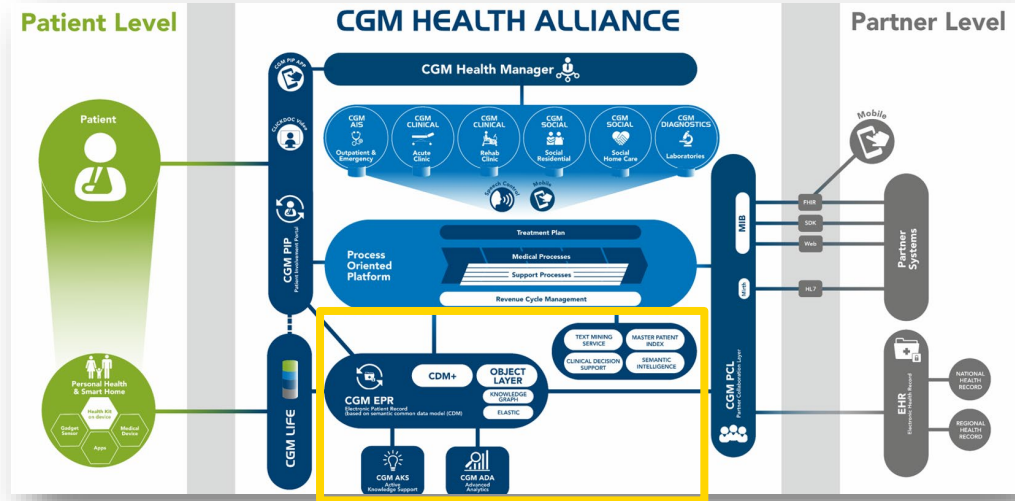 Patient Level
CGM HEALTH ALLIANCE
Partner Level
CGM PIP APP
CGM Health Manager
CLICKDOC Video
Patient
CGM
AIS
Outpatient &
Emergency
CGM
CLINICAL
Acute
Clinic
CGM
CLINICAL
Rehab
Clinic
CGM
SOCIAL
Social
Residential
CGM
SOCIAL
Social
Home Care
CGM
DIAGNOSTICS
Laboratories
Mobile
Speech Control
Mobile
CGM PIP
Patient Involvement Portal
Process
Oriented
Platform
Treatment Plan
Medical Processes
Support Processes
Revenue Cycle Management
MIB
Mirth
CGM PCL
Partner Collaboration Layer
FHIR
SDK
Web
HL7
Partner
Systems
Personal Health
& Smart Home
Health Kit
on device
Gadget
Sensor
Medical
Device
Apps
CGM LIFE
CGM EPR
Electronic Patient Record
(based on semantic common data model (CDM)
CDM+
OBJECT
LAYER
KNOWLEDGE
GRAPH
ELASTIC
TEXT MINING
SERVICE
MASTER PATIENT
INDEX
CLINICAL DECISION
SUPPORT
SEMANTIC
INTELLIGENCE
CGM AKS
Active
Knowledge Support
CGM ADA
Advanced
Analytics
EHR
Electronic Health Record
NATIONAL
HEALTH
RECORD
REGIONAL
HEALTH
RECORD